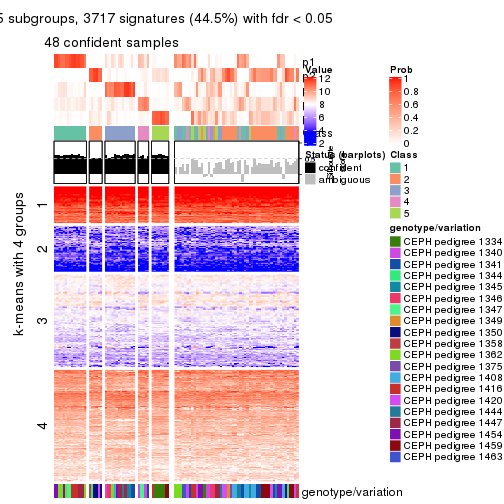 5 subgroups, 3717 signatures (44.5%) with fdr < 0.05
48 confident samples
p1
Value
12
10
8
6
4
2
Prob
1
0.8
0.6
0.4
0.2
0
Status (barplots)
confident
ambiguous
Class
1
2
3
4
5
genotype/variation
CEPH pedigree 1334
CEPH pedigree 1340
CEPH pedigree 1341
CEPH pedigree 1344
CEPH pedigree 1345
CEPH pedigree 1346
CEPH pedigree 1347
CEPH pedigree 1349
CEPH pedigree 1350
CEPH pedigree 1358
CEPH pedigree 1362
CEPH pedigree 1375
CEPH pedigree 1408
CEPH pedigree 1416
CEPH pedigree 1420
CEPH pedigree 1444
CEPH pedigree 1447
CEPH pedigree 1454
CEPH pedigree 1459
CEPH pedigree 1463
k-means with 4 groups
1
2
3
4
genotype/variation